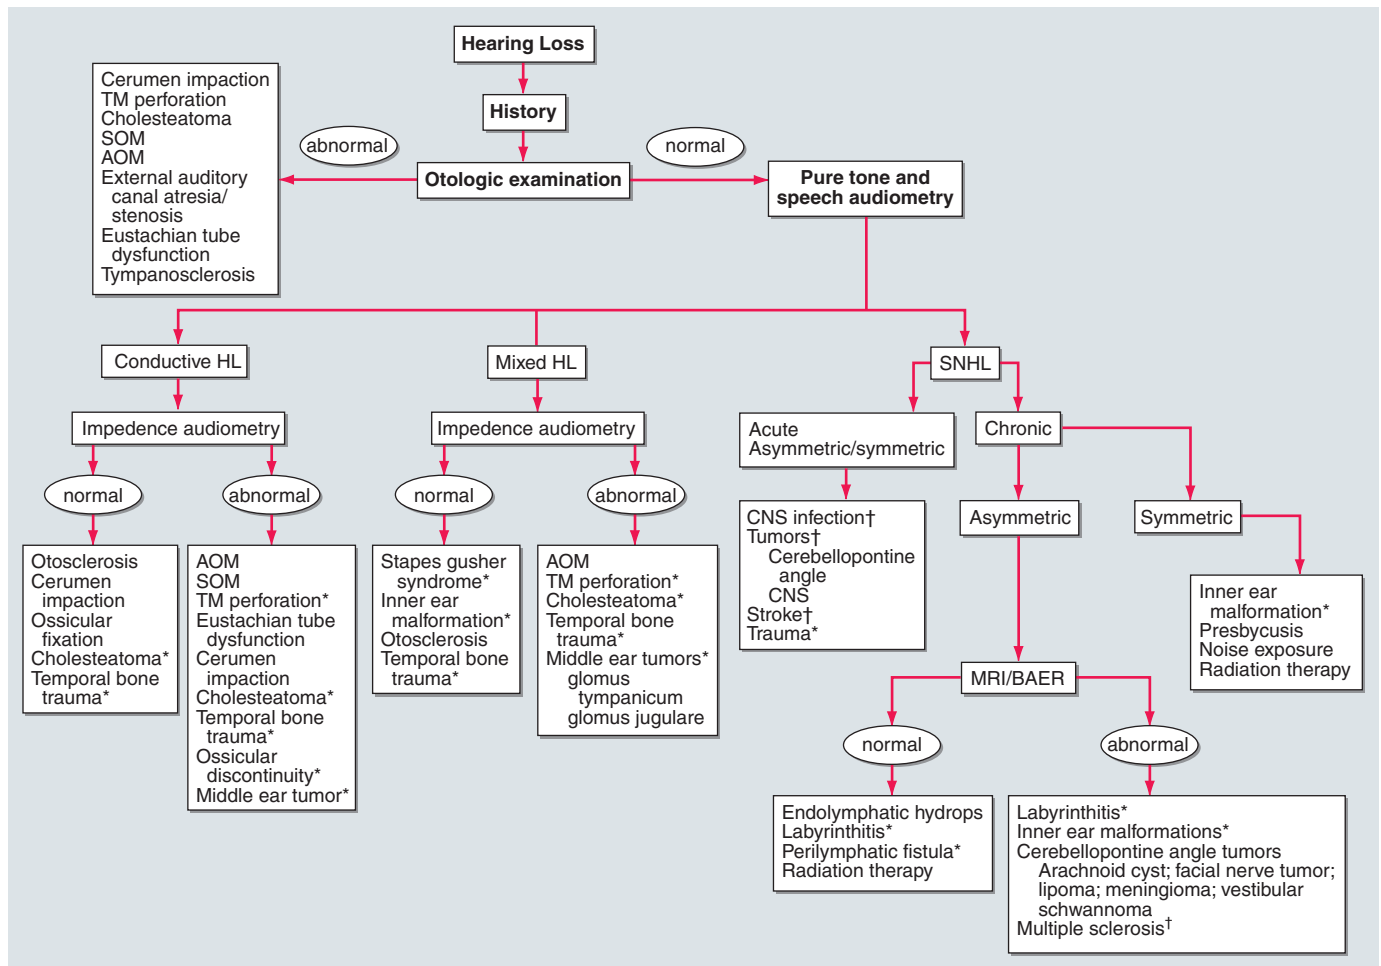 Hearing Loss
History
abnormal
normal
Otologic examination
Cerumen impaction
TM perforation
Cholesteatoma
SOM
AOM
External auditory
canal atresia/
stenosis
Eustachian tube
dysfunction
Tympanosclerosis
Pure tone and
speech audiometry
Conductive HL
Mixed HL
SNHL
Impedence audiometry
normal
abnormal
Otosclerosis
Cerumen
impaction
Ossicular
fixation
Cholesteatoma*
Temporal bone
trauma*
AOM
SOM
TM perforation*
Eustachian tube
dysfunction
Cerumen
impaction
Cholesteatoma*
Temporal bone
trauma*
Ossicular
discontinuity*
Middle ear tumor*
Impedence audiometry
normal
abnormal
Stapes gusher
syndrome*
Inner ear
malformation*
Otosclerosis
Temporal bone
trauma*
AOM
TM perforation*
Cholesteatoma*
Temporal bone
trauma*
Middle ear tumors*
glomus
tympanicum
glomus jugulare
Acute
Asymmetric/symmetric
CNS infection†
Tumors†
Cerebellopontine
angle
CNS
Stroke†
Trauma*
Chronic
Asymmetric
Symmetric
Inner ear
malformation*
Presbycusis
Noise exposure
Radiation therapy
MRI/BAER
normal
abnormal
Endolymphatic hydrops
Labyrinthitis*
Perilymphatic fistula*
Radiation therapy
Labyrinthitis*
Inner ear malformations*
Cerebellopontine angle tumors
Arachnoid cyst; facial nerve tumor;
lipoma; meningioma; vestibular
schwannoma
Multiple sclerosis†